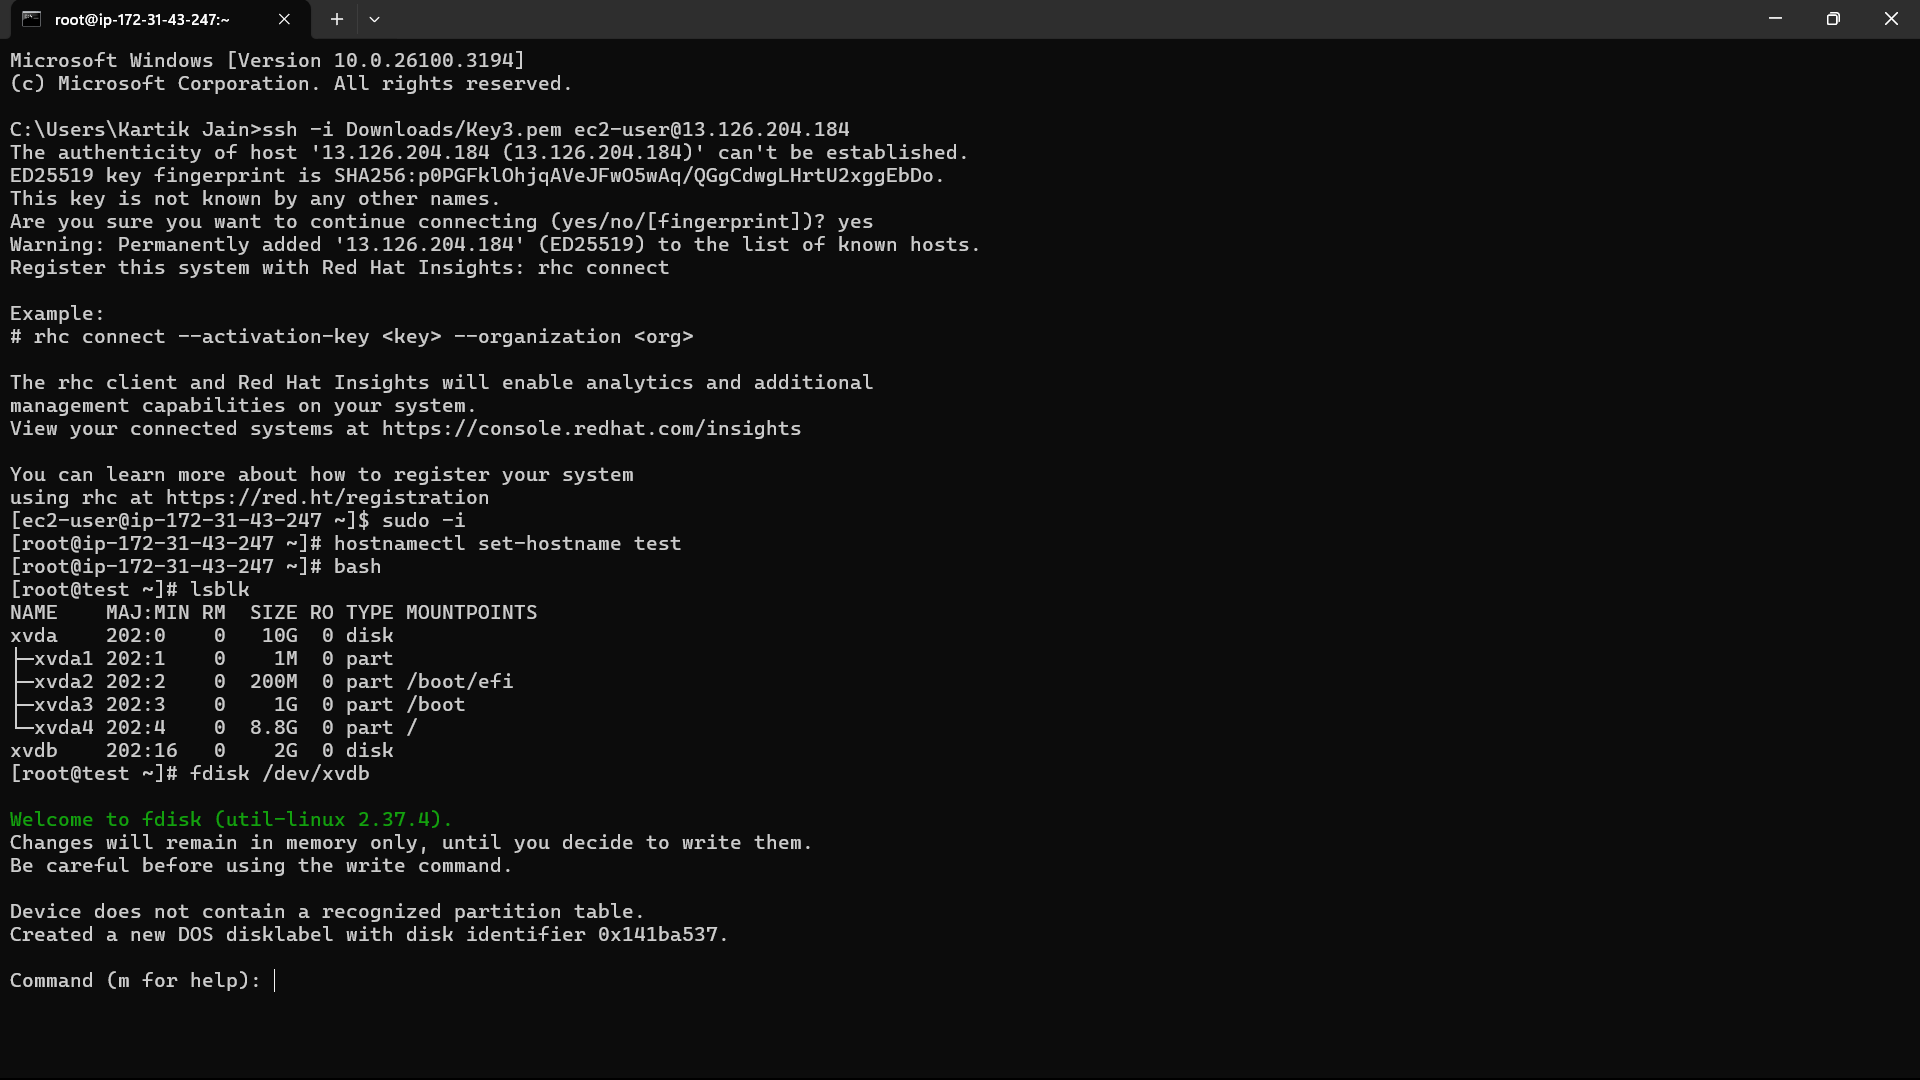 root@ip-172-31-43-247:~
Microsoft Windows [Version 10.0.26100.3194]
(c) Microsoft Corporation. All rights reserved.
C:\Users\Kartik Jain>ssh -i Downloads/Key3.pem ec2-user@13.126.204.184
The authenticity of host '13.126.204.184 (13.126.204.184)' can't be established.
ED25519 key fingerprint is SHA256:p0PGFklOhjqAVeJFwO5wAq/QGgCdwgLHrtU2xggEbDo.
This key is not known by any other names.
Are you sure you want to continue connecting (yes/no/[fingerprint])? yes
Warning: Permanently added '13.126.204.184' (ED25519) to the list of known hosts.
Register this system with Red Hat Insights: rhc connect
Example:
# rhc connect --activation-key <key> --organization <org>
The rhc client and Red Hat Insights will enable analytics and additional
management capabilities on your system.
View your connected systems at https://console.redhat.com/insights
You can learn more about how to register your system
using rhc at https://red.ht/registration
[ec2-user@ip-172-31-43-247 ~]$ sudo -i
[root@ip-172-31-43-247 ~]# hostnamectl set-hostname test
[root@ip-172-31-43-247 ~]# bash
[root@test ~]# lsblk
NAME    MAJ:MIN RM  SIZE RO TYPE MOUNTPOINTS
xvda    202:0    0   10G  0 disk
├─xvda1 202:1    0    1M  0 part
├─xvda2 202:2    0  200M  0 part /boot/efi
├─xvda3 202:3    0    1G  0 part /boot
└─xvda4 202:4    0  8.8G  0 part /
xvdb    202:16   0    2G  0 disk
[root@test ~]# fdisk /dev/xvdb
Welcome to fdisk (util-linux 2.37.4).
Changes will remain in memory only, until you decide to write them.
Be careful before using the write command.
Device does not contain a recognized partition table.
Created a new DOS disklabel with disk identifier 0x141ba537.
Command (m for help):